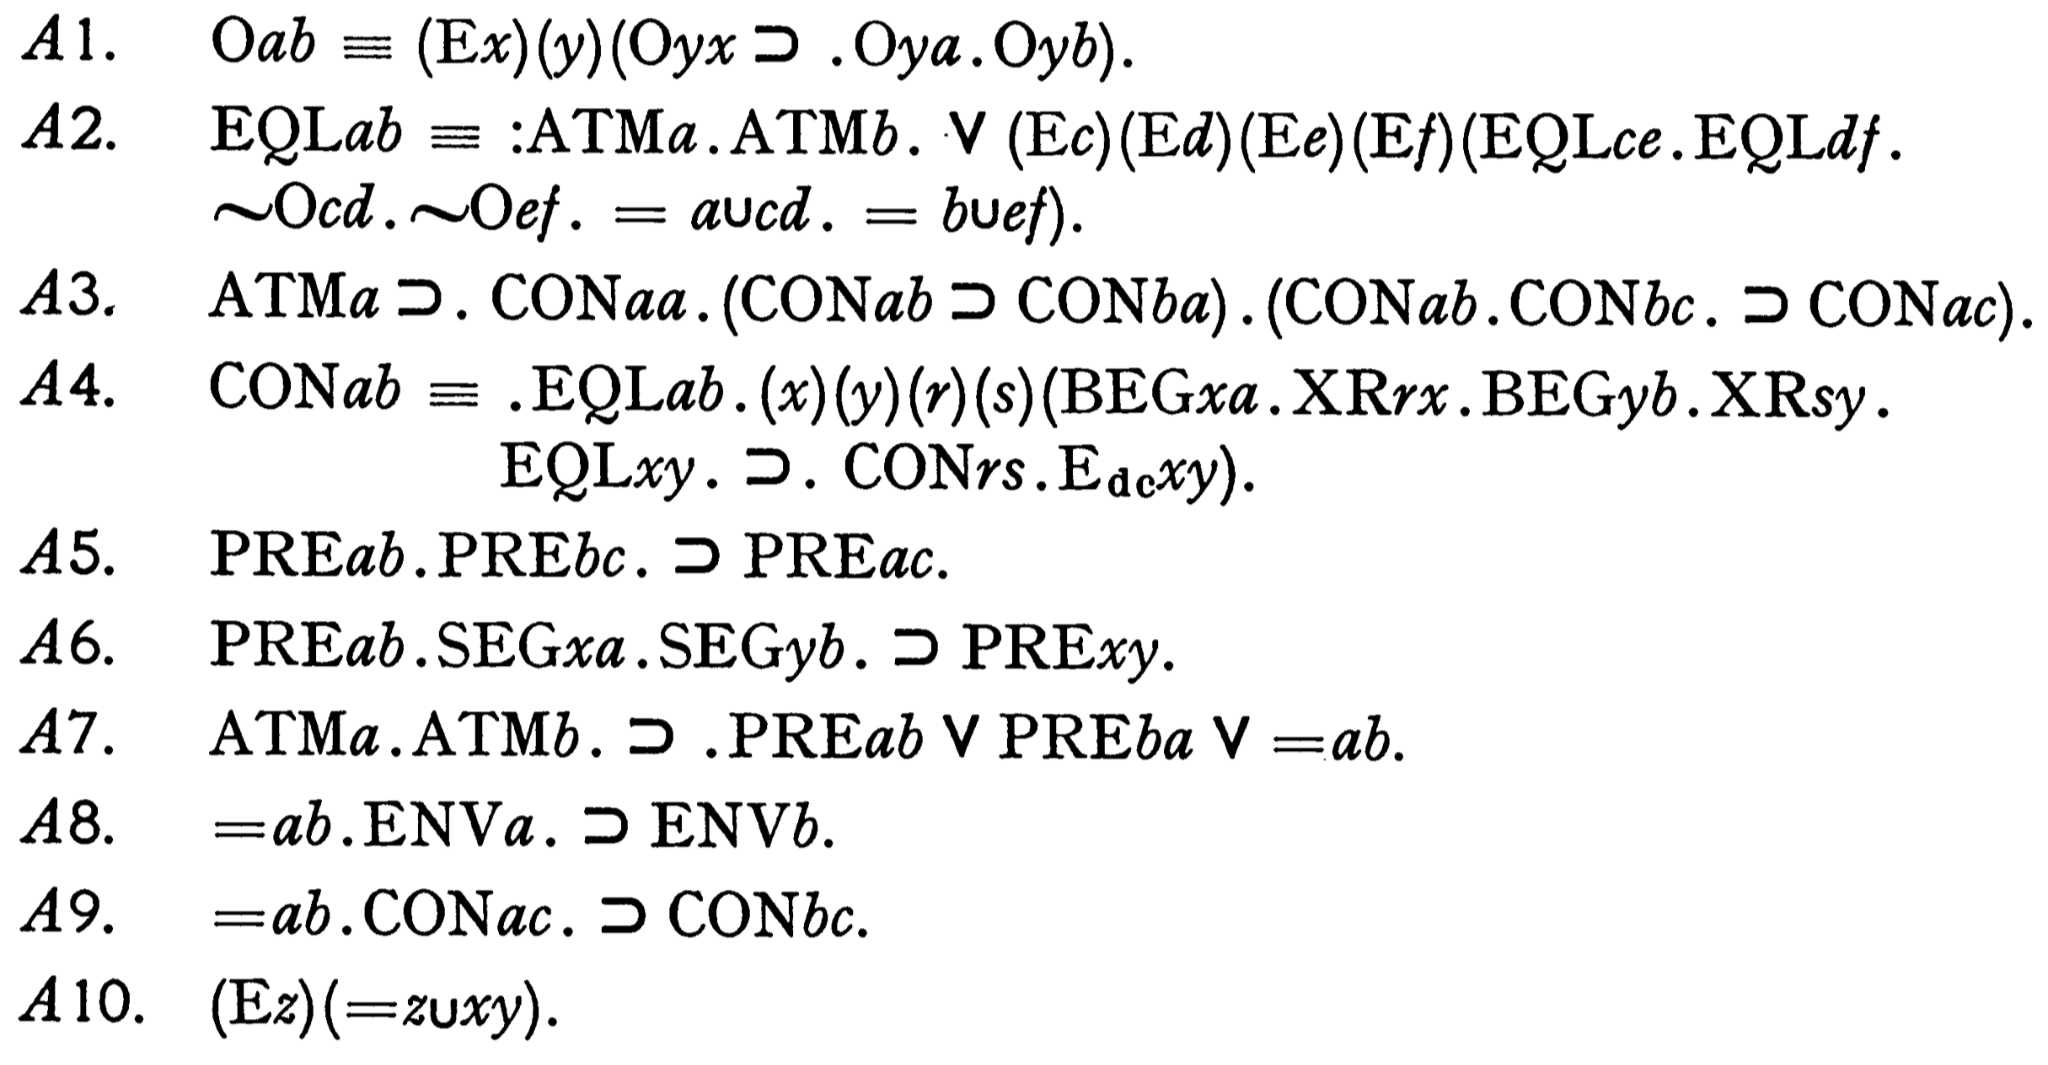 A1. Oab ≡ (Ex)(y)(Oyx ⊃ .Oya.Oyb).
A2. EQLab ≡ :ATMa.ATMb. ∨ (Ec)(Ed)(Ee)(Ef)(EQLce.EQLdf.
∼Ocd.∼Oef. = a∪cd. = b∪ef).
A3. ATMa ⊃. CONaa.(CONab ⊃ CONba).(CONab.CONbc. ⊃ CONac).
A4. CONab ≡ .EQLab.(x)(y)(r)(s)(BEGxa.XRrx.BEGyb.XRsy.
EQLxy. ⊃. CONrs.E_dcxy).
A5. PREab.PREbc. ⊃ PREac.
A6. PREab.SEGxa.SEGyb. ⊃ PRExy.
A7. ATMa.ATMb. ⊃ .PREab ∨ PREba ∨ =ab.
A8. =ab.ENVa. ⊃ ENVb.
A9. =ab.CONac. ⊃ CONbc.
A10. (Ez)(=z∪xy).